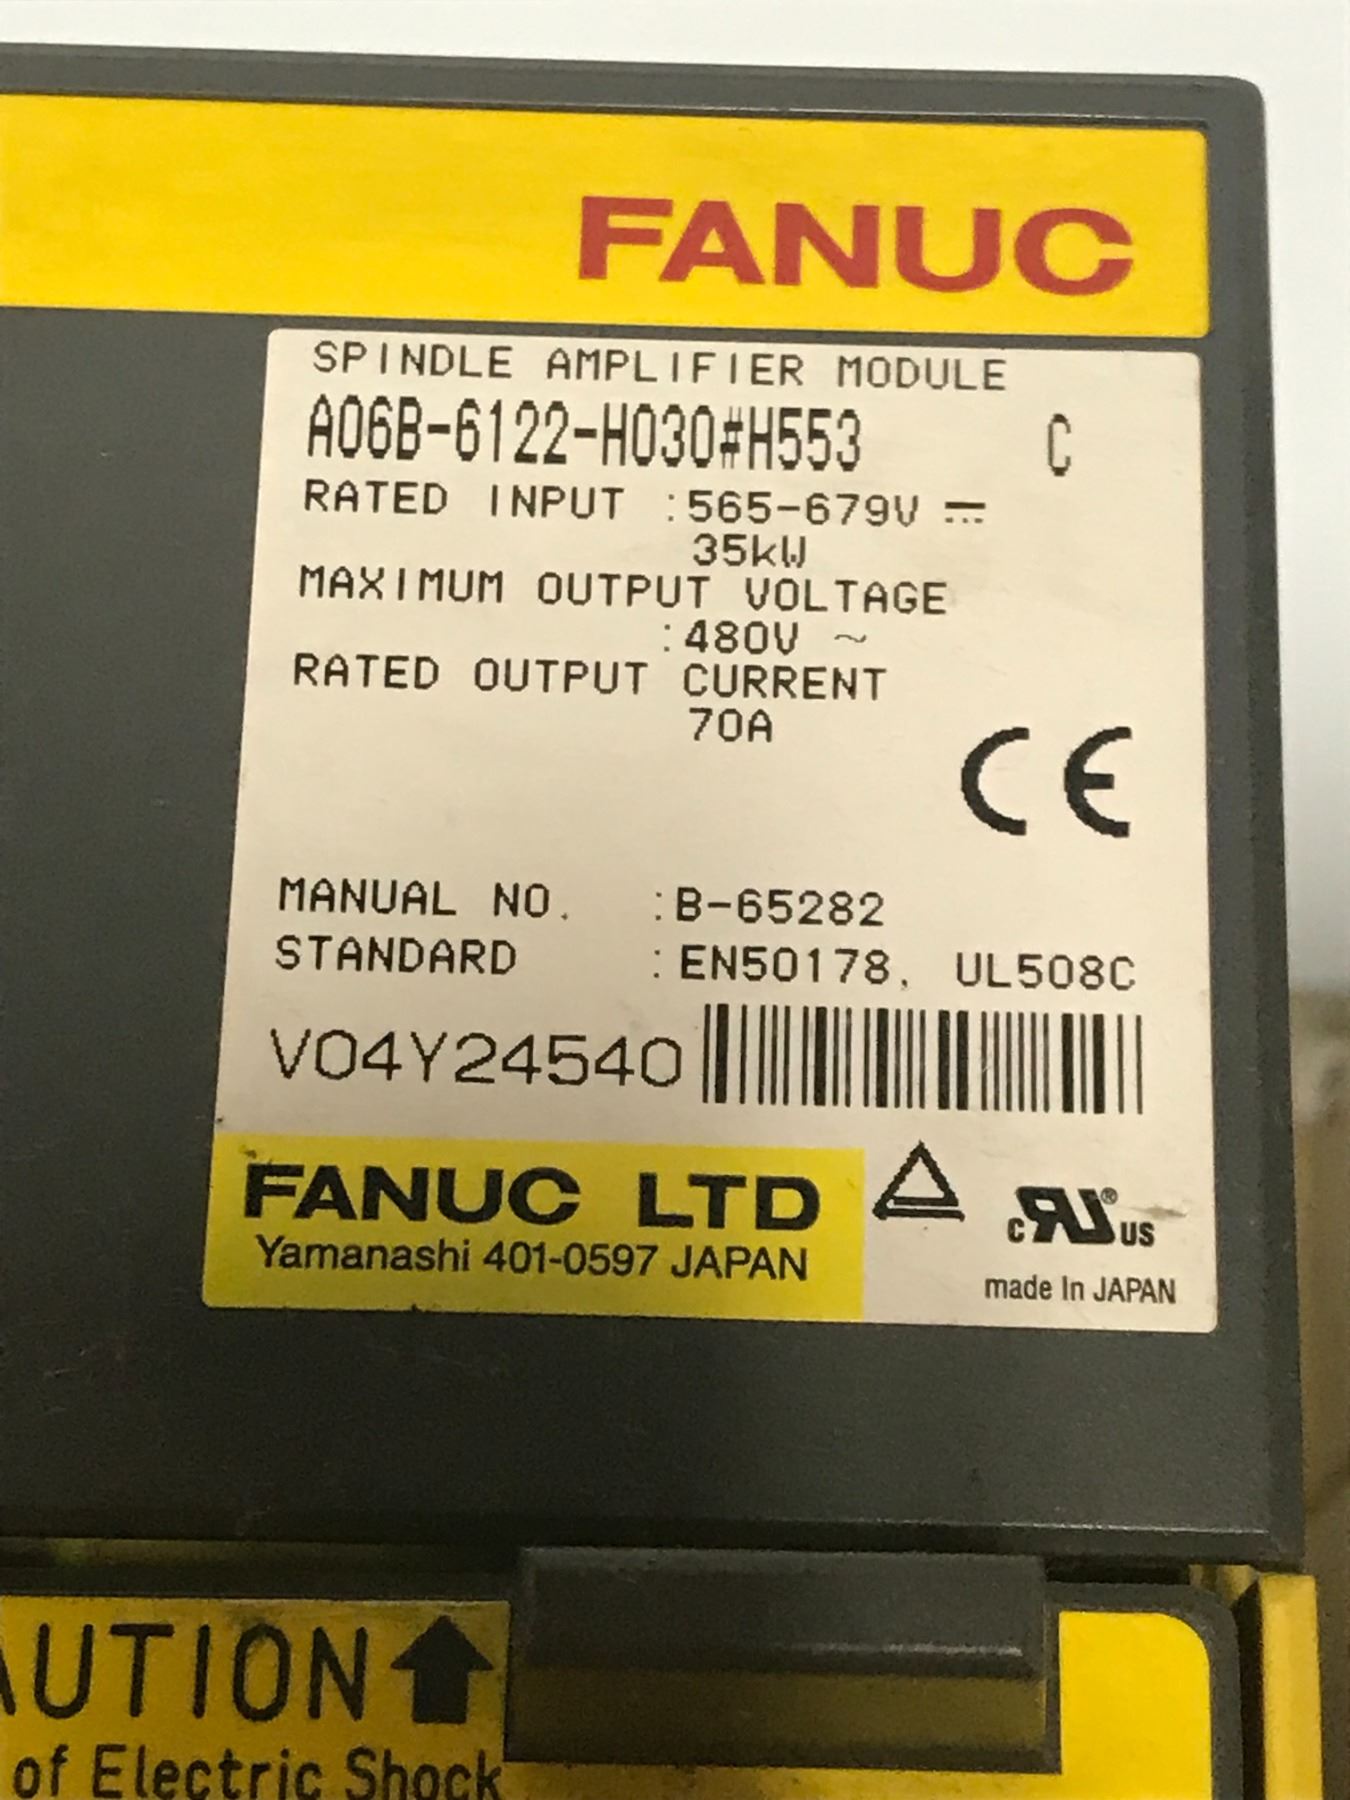 FANUC
SPINDLE AMPLIFIER MODULE
A06B-6122-H030#H553 C
RATED INPUT :565-679V ⎓
35kW
MAXIMUM OUTPUT VOLTAGE
:480V ~
RATED OUTPUT CURRENT
70A
CE
MANUAL NO. :B-65282
STANDARD :EN50178, UL508C
V04Y24540
FANUC LTD
Yamanashi 401-0597 JAPAN
c RU® US
made In JAPAN
AUTION
of Electric Shock